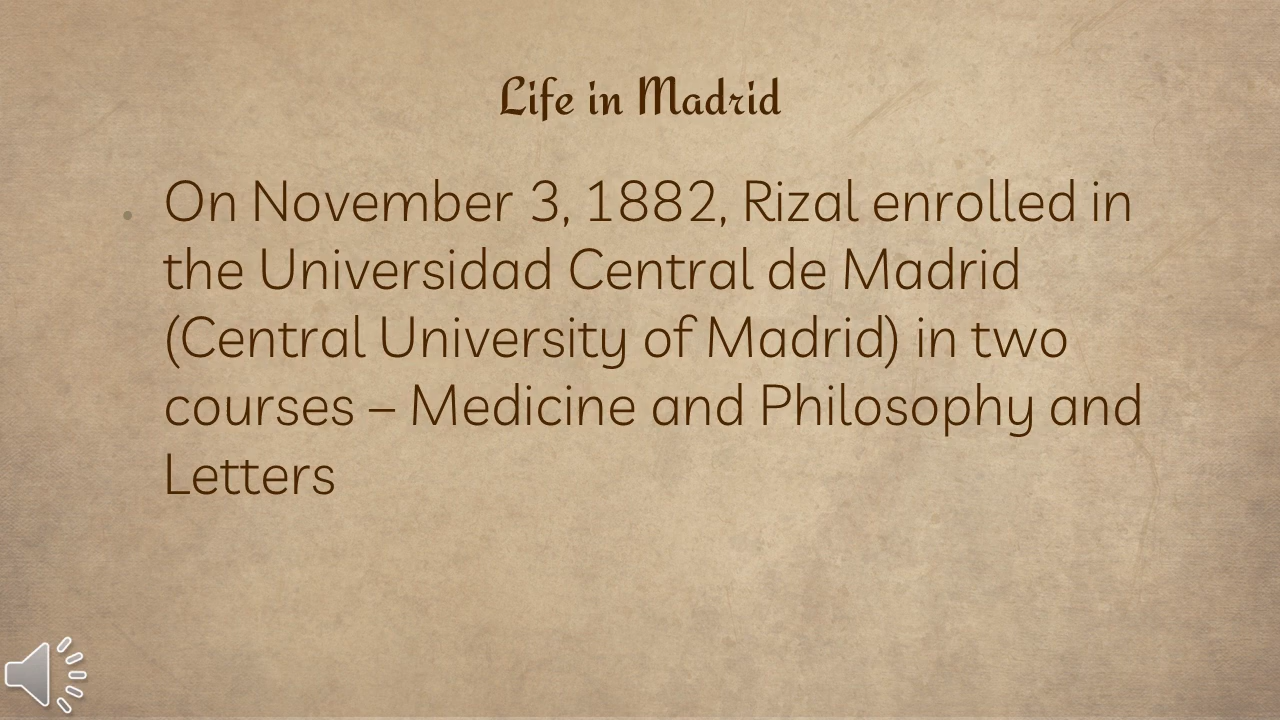 Life in Madrid
• On November 3, 1882, Rizal enrolled in
the Universidad Central de Madrid
(Central University of Madrid) in two
courses – Medicine and Philosophy and
Letters